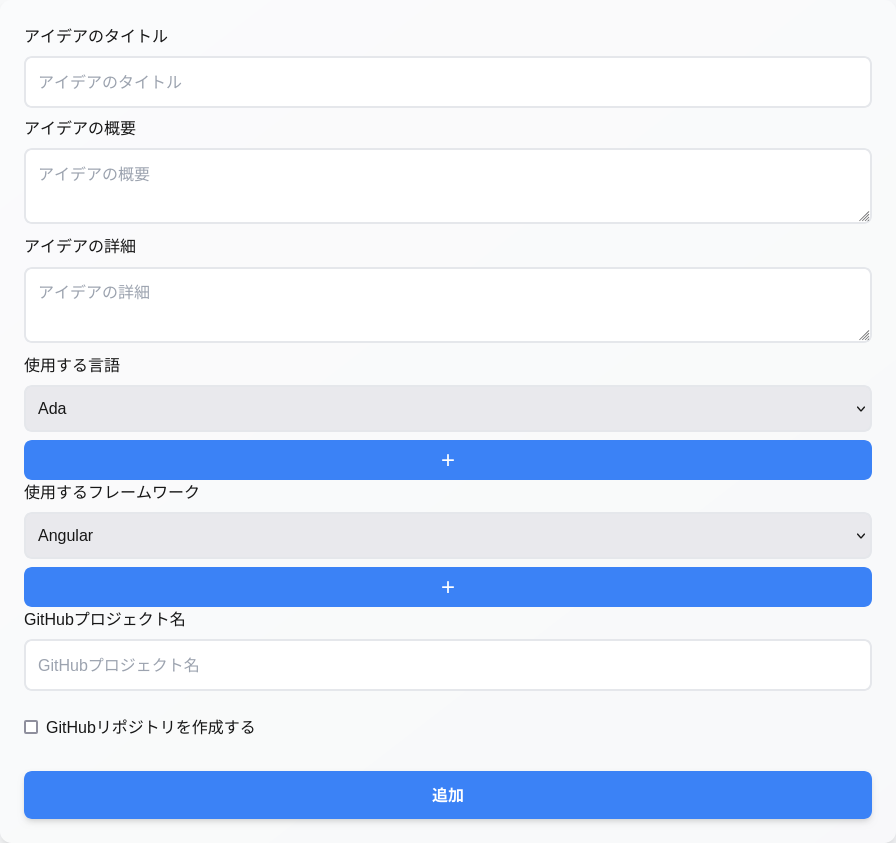 アイデアのタイトル
アイデアのタイトル
アイデアの概要
アイデアの概要
アイデアの詳細
アイデアの詳細
使用する言語
Ada
+
使用するフレームワーク
Angular
+
GitHubプロジェクト名
GitHubプロジェクト名
GitHubリポジトリを作成する
追加